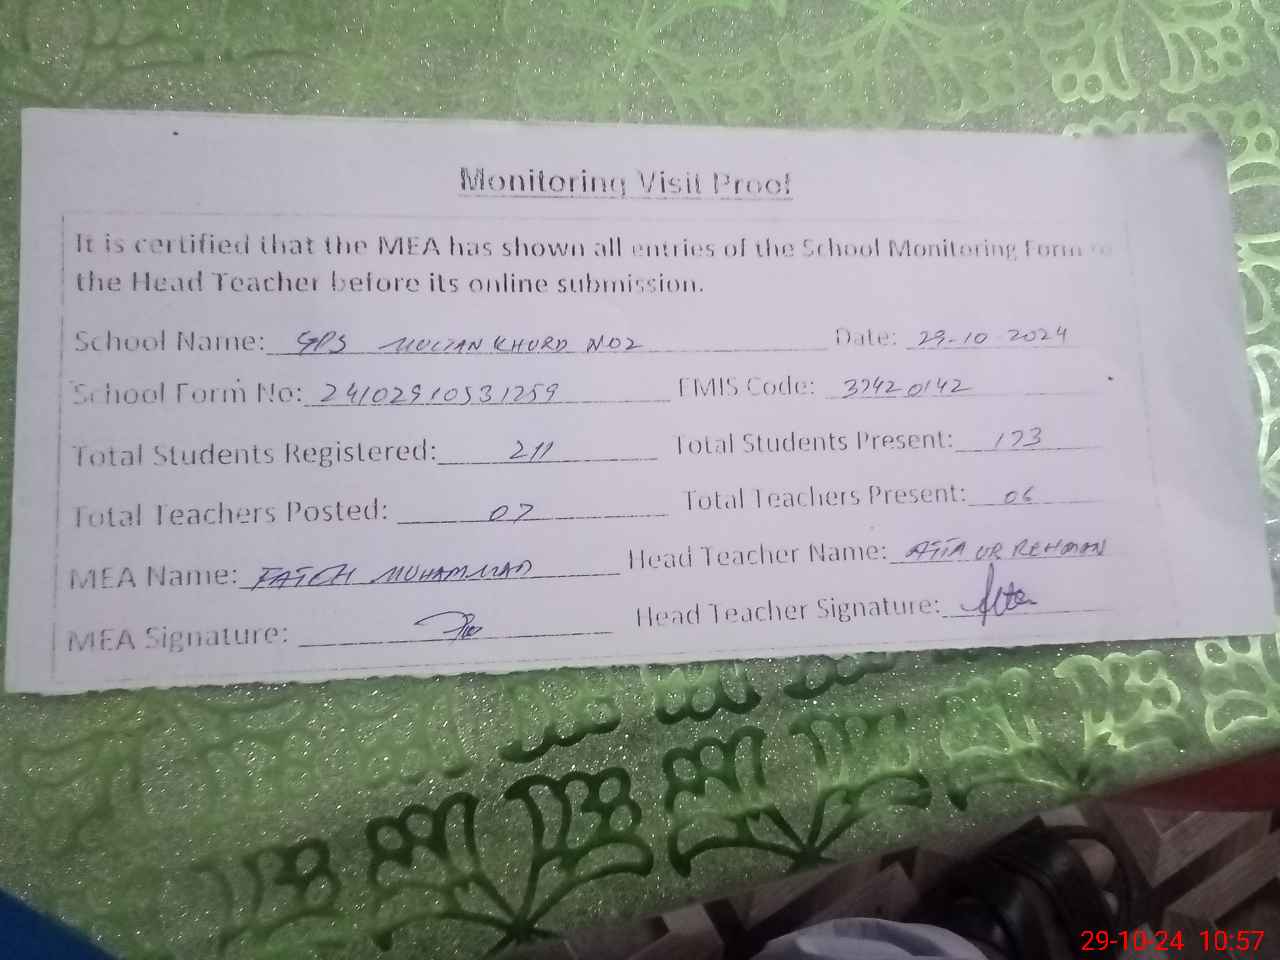 Monitoring Visit Proof
It is certified that the MEA has shown all entries of the School Monitoring Form to
the Head Teacher before its online submission.
School Name: GPS MULTAN KHURD NO2 Date: 29-10-2024
School Form No: 24102910531259 EMIS Code: 37420142
Total Students Registered: 211 Total Students Present: 173
Total Teachers Posted: 07 Total Teachers Present: 06
MEA Name: FATEH MUHAMMAD Head Teacher Name: ATTA UR REHMAN
MEA Signature: Head Teacher Signature:
29-10-24 10:57